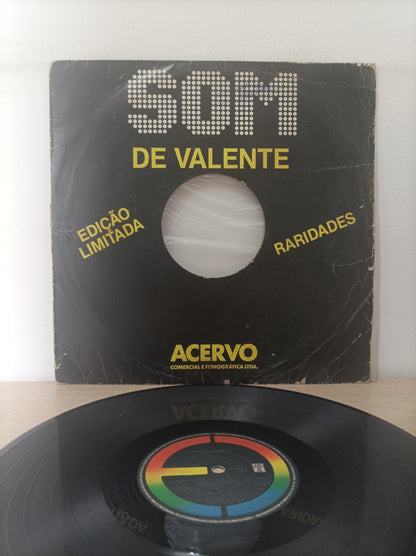 SOM
DE VALENTE
EDIÇÃO
LIMITADA
RARIDADES
ACERVO
COMERCIAL E FONOGRÁFICA LTDA.